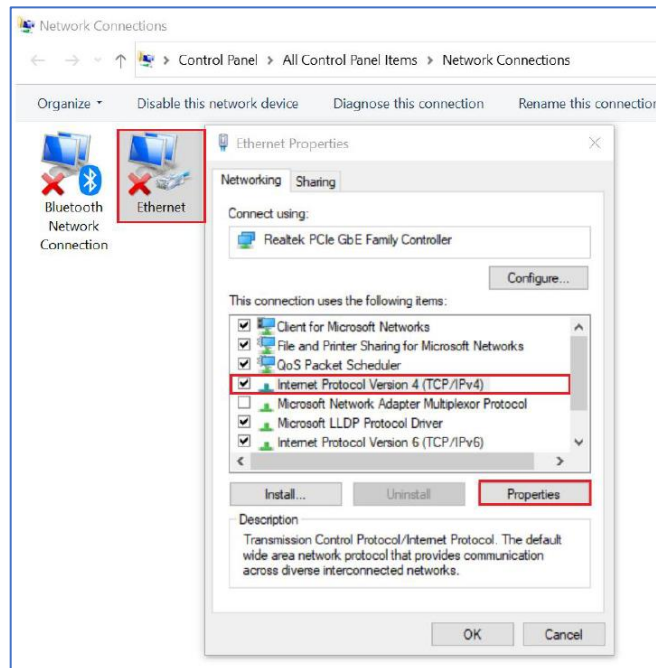 Network Connections
Control Panel > All Control Panel Items > Network Connections
Organize Disable this network device Diagnose this connection Rename this connection
Bluetooth
Network
Connection
Ethernet
Ethernet Properties
Networking Sharing
Connect using:
Realtek PCIe GbE Family Controller
Configure...
This connection uses the following items:
Client for Microsoft Networks
File and Printer Sharing for Microsoft Networks
QoS Packet Scheduler
Internet Protocol Version 4 (TCP/IPv4)
Microsoft Network Adapter Multiplexor Protocol
Microsoft LLDP Protocol Driver
Internet Protocol Version 6 (TCP/IPv6)
Install... Uninstall Properties
Description
Transmission Control Protocol/Internet Protocol. The default
wide area network protocol that provides communication
across diverse interconnected networks.
OK Cancel